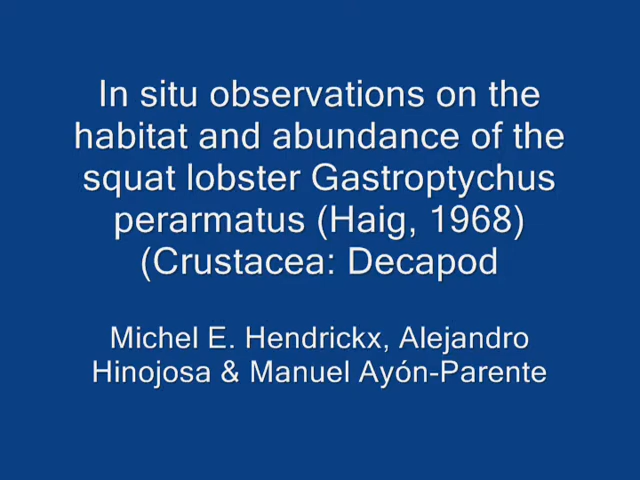 In situ observations on the
habitat and abundance of the
squat lobster Gastroptychus
perarmatus (Haig, 1968)
(Crustacea: Decapod
Michel E. Hendrickx, Alejandro
Hinojosa & Manuel Ayón-Parente